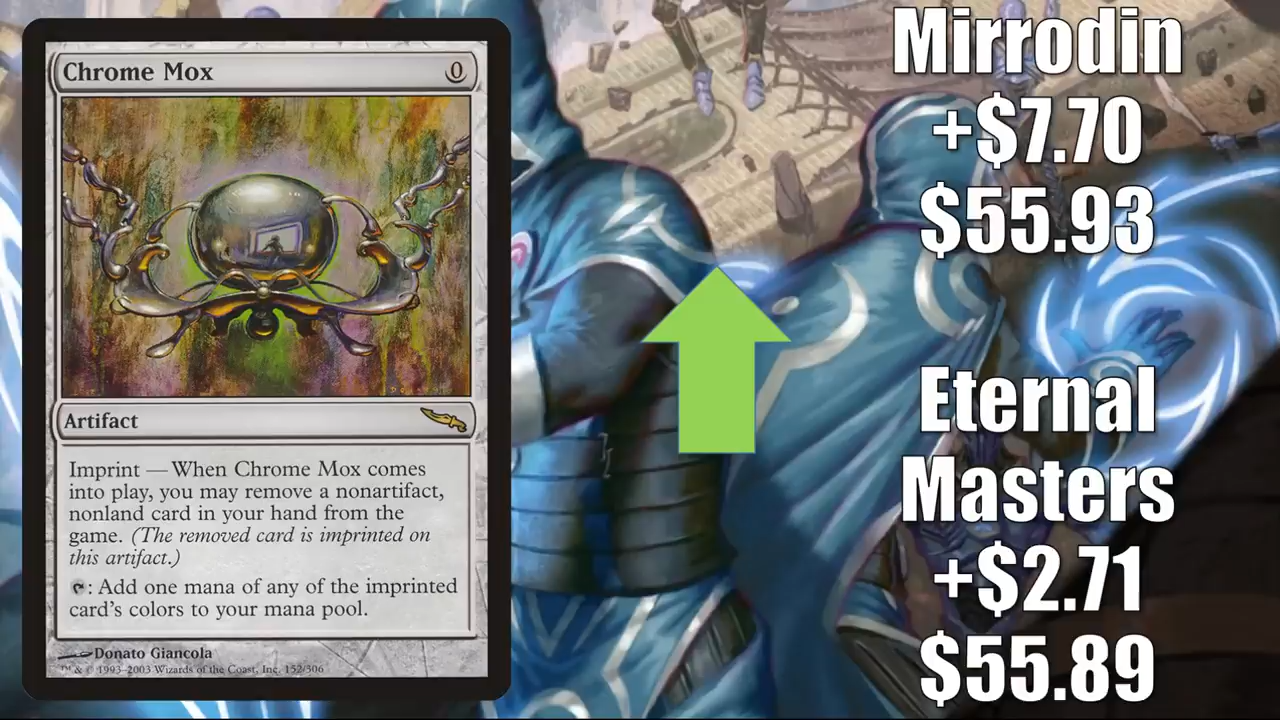 Chrome Mox 0
Artifact
Imprint — When Chrome Mox comes
into play, you may remove a nonartifact,
nonland card in your hand from the
game. (The removed card is imprinted on
this artifact.)
: Add one mana of any of the imprinted
card's colors to your mana pool.
Donato Giancola
™ & © 1993–2003 Wizards of the Coast, Inc. 152/306
Mirrodin
+$7.70
$55.93
Eternal
Masters
+$2.71
$55.89